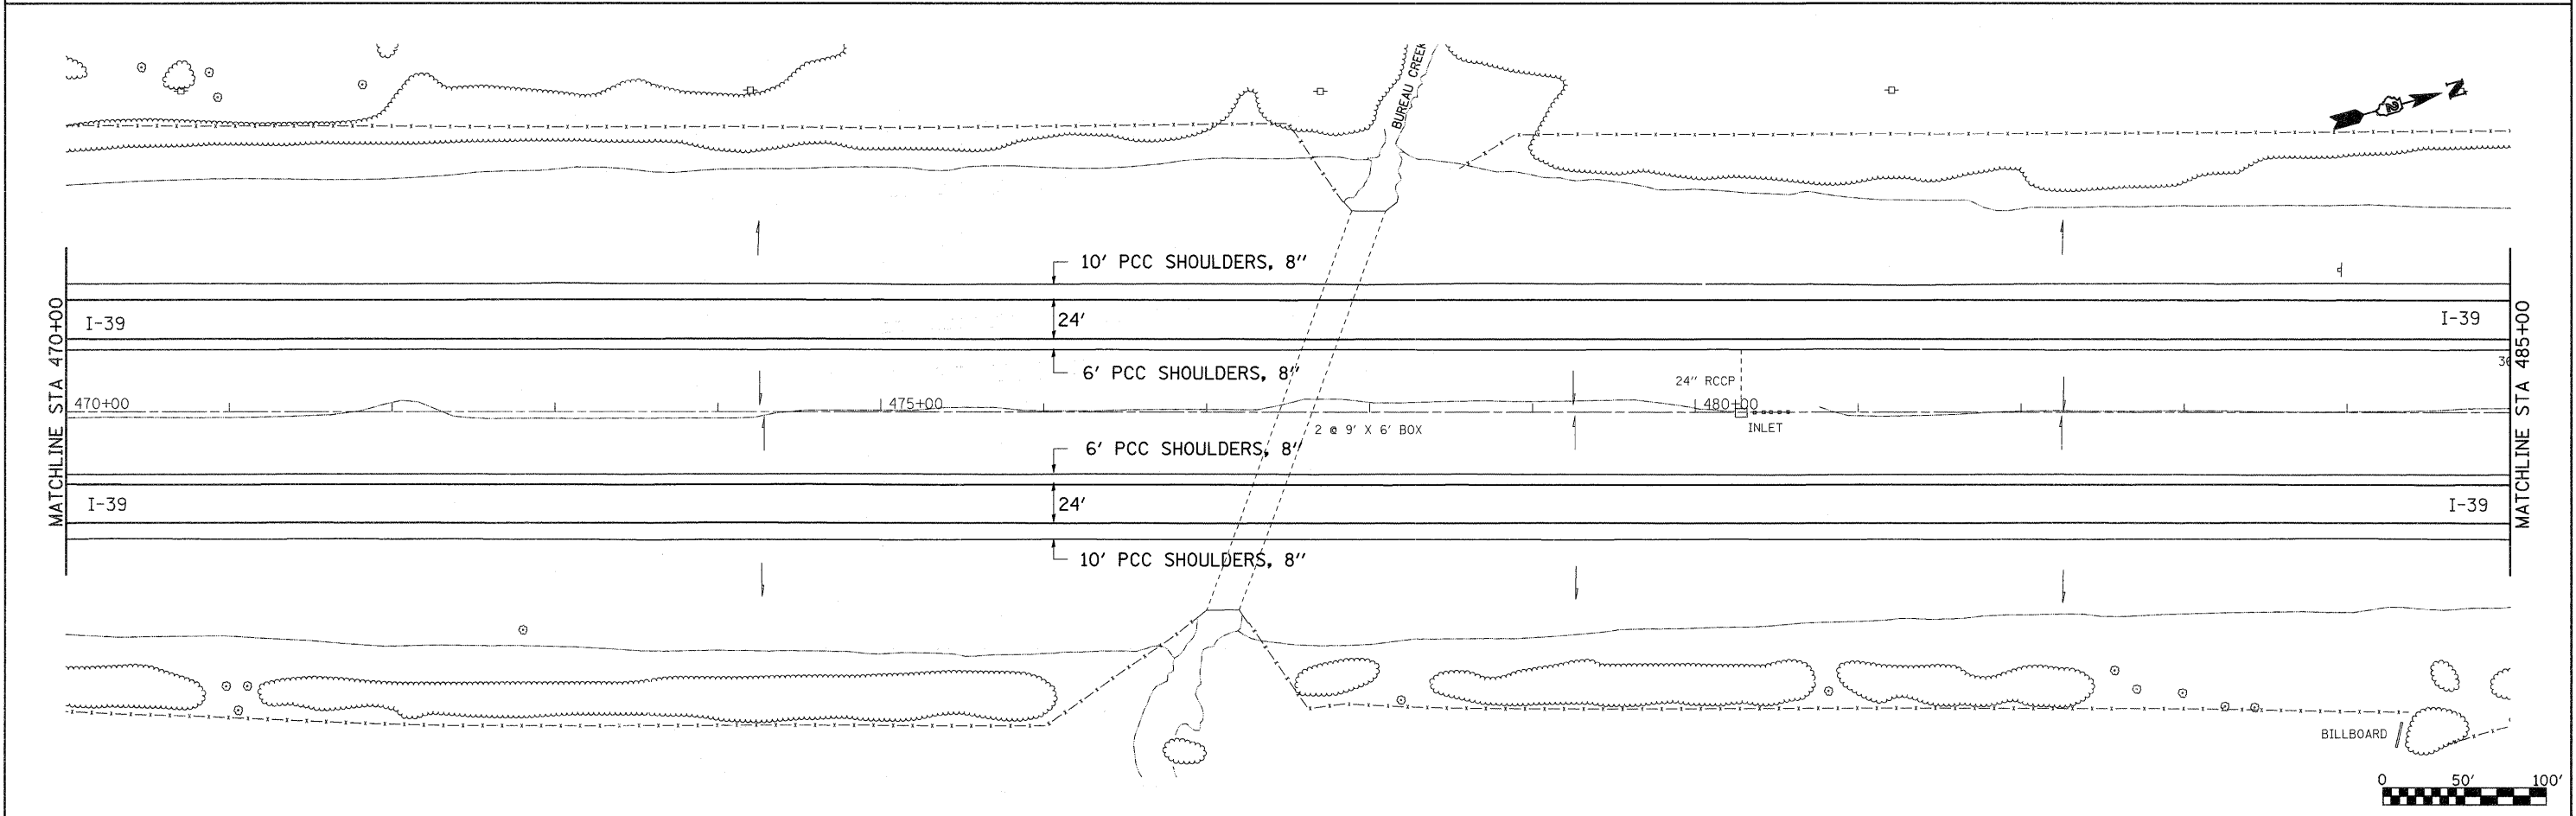 BUREAU CREEK
N
10' PCC SHOULDERS, 8"
MATCHLINE STA 470+00
I-39
24'
I-39
MATCHLINE STA 485+00
6' PCC SHOULDERS, 8"
24" RCCP
36
470+00
475+00
480+00
2 @ 9' X 6' BOX
INLET
6' PCC SHOULDERS, 8"
I-39
24'
I-39
10' PCC SHOULDERS, 8"
BILLBOARD
0 50' 100'